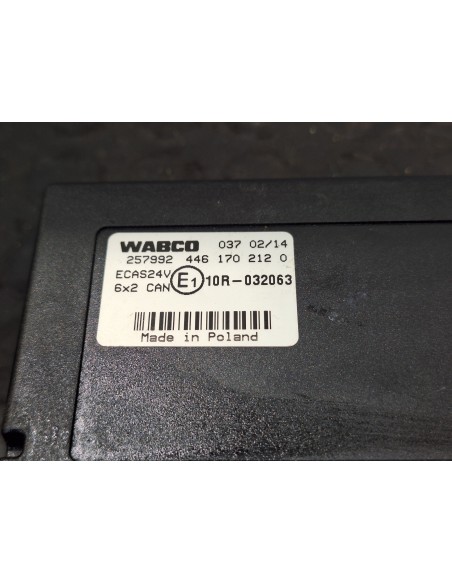 WABCO 037 02/14
257992 446 170 212 0
ECAS24V
6x2 CAN E1 10R-032063
Made in Poland